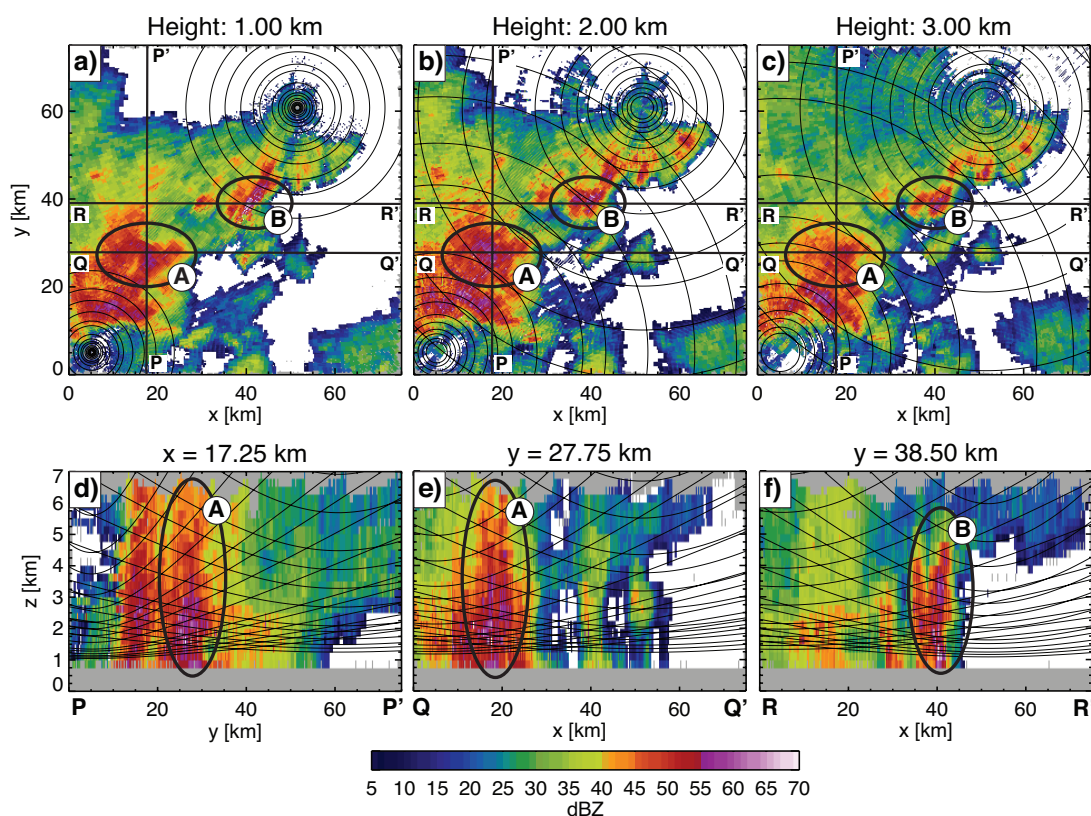 Height: 1.00 km Height: 2.00 km Height: 3.00 km
a) P' b) P' c) P'
60
40
20
0
y [km]
R R' R R' R R'
B B B
Q Q' Q Q' Q Q'
A A A
P P P
0 20 40 60 0 20 40 60 0 20 40 60
x [km] x [km] x [km]
x = 17.25 km y = 27.75 km y = 38.50 km
d) e) f)
A A B
7
6
5
4
3
2
1
0
z [km]
P 20 40 60 P' Q 20 40 60 Q' R 20 40 60 R
y [km] x [km] x [km]
5 10 15 20 25 30 35 40 45 50 55 60 65 70
dBZ